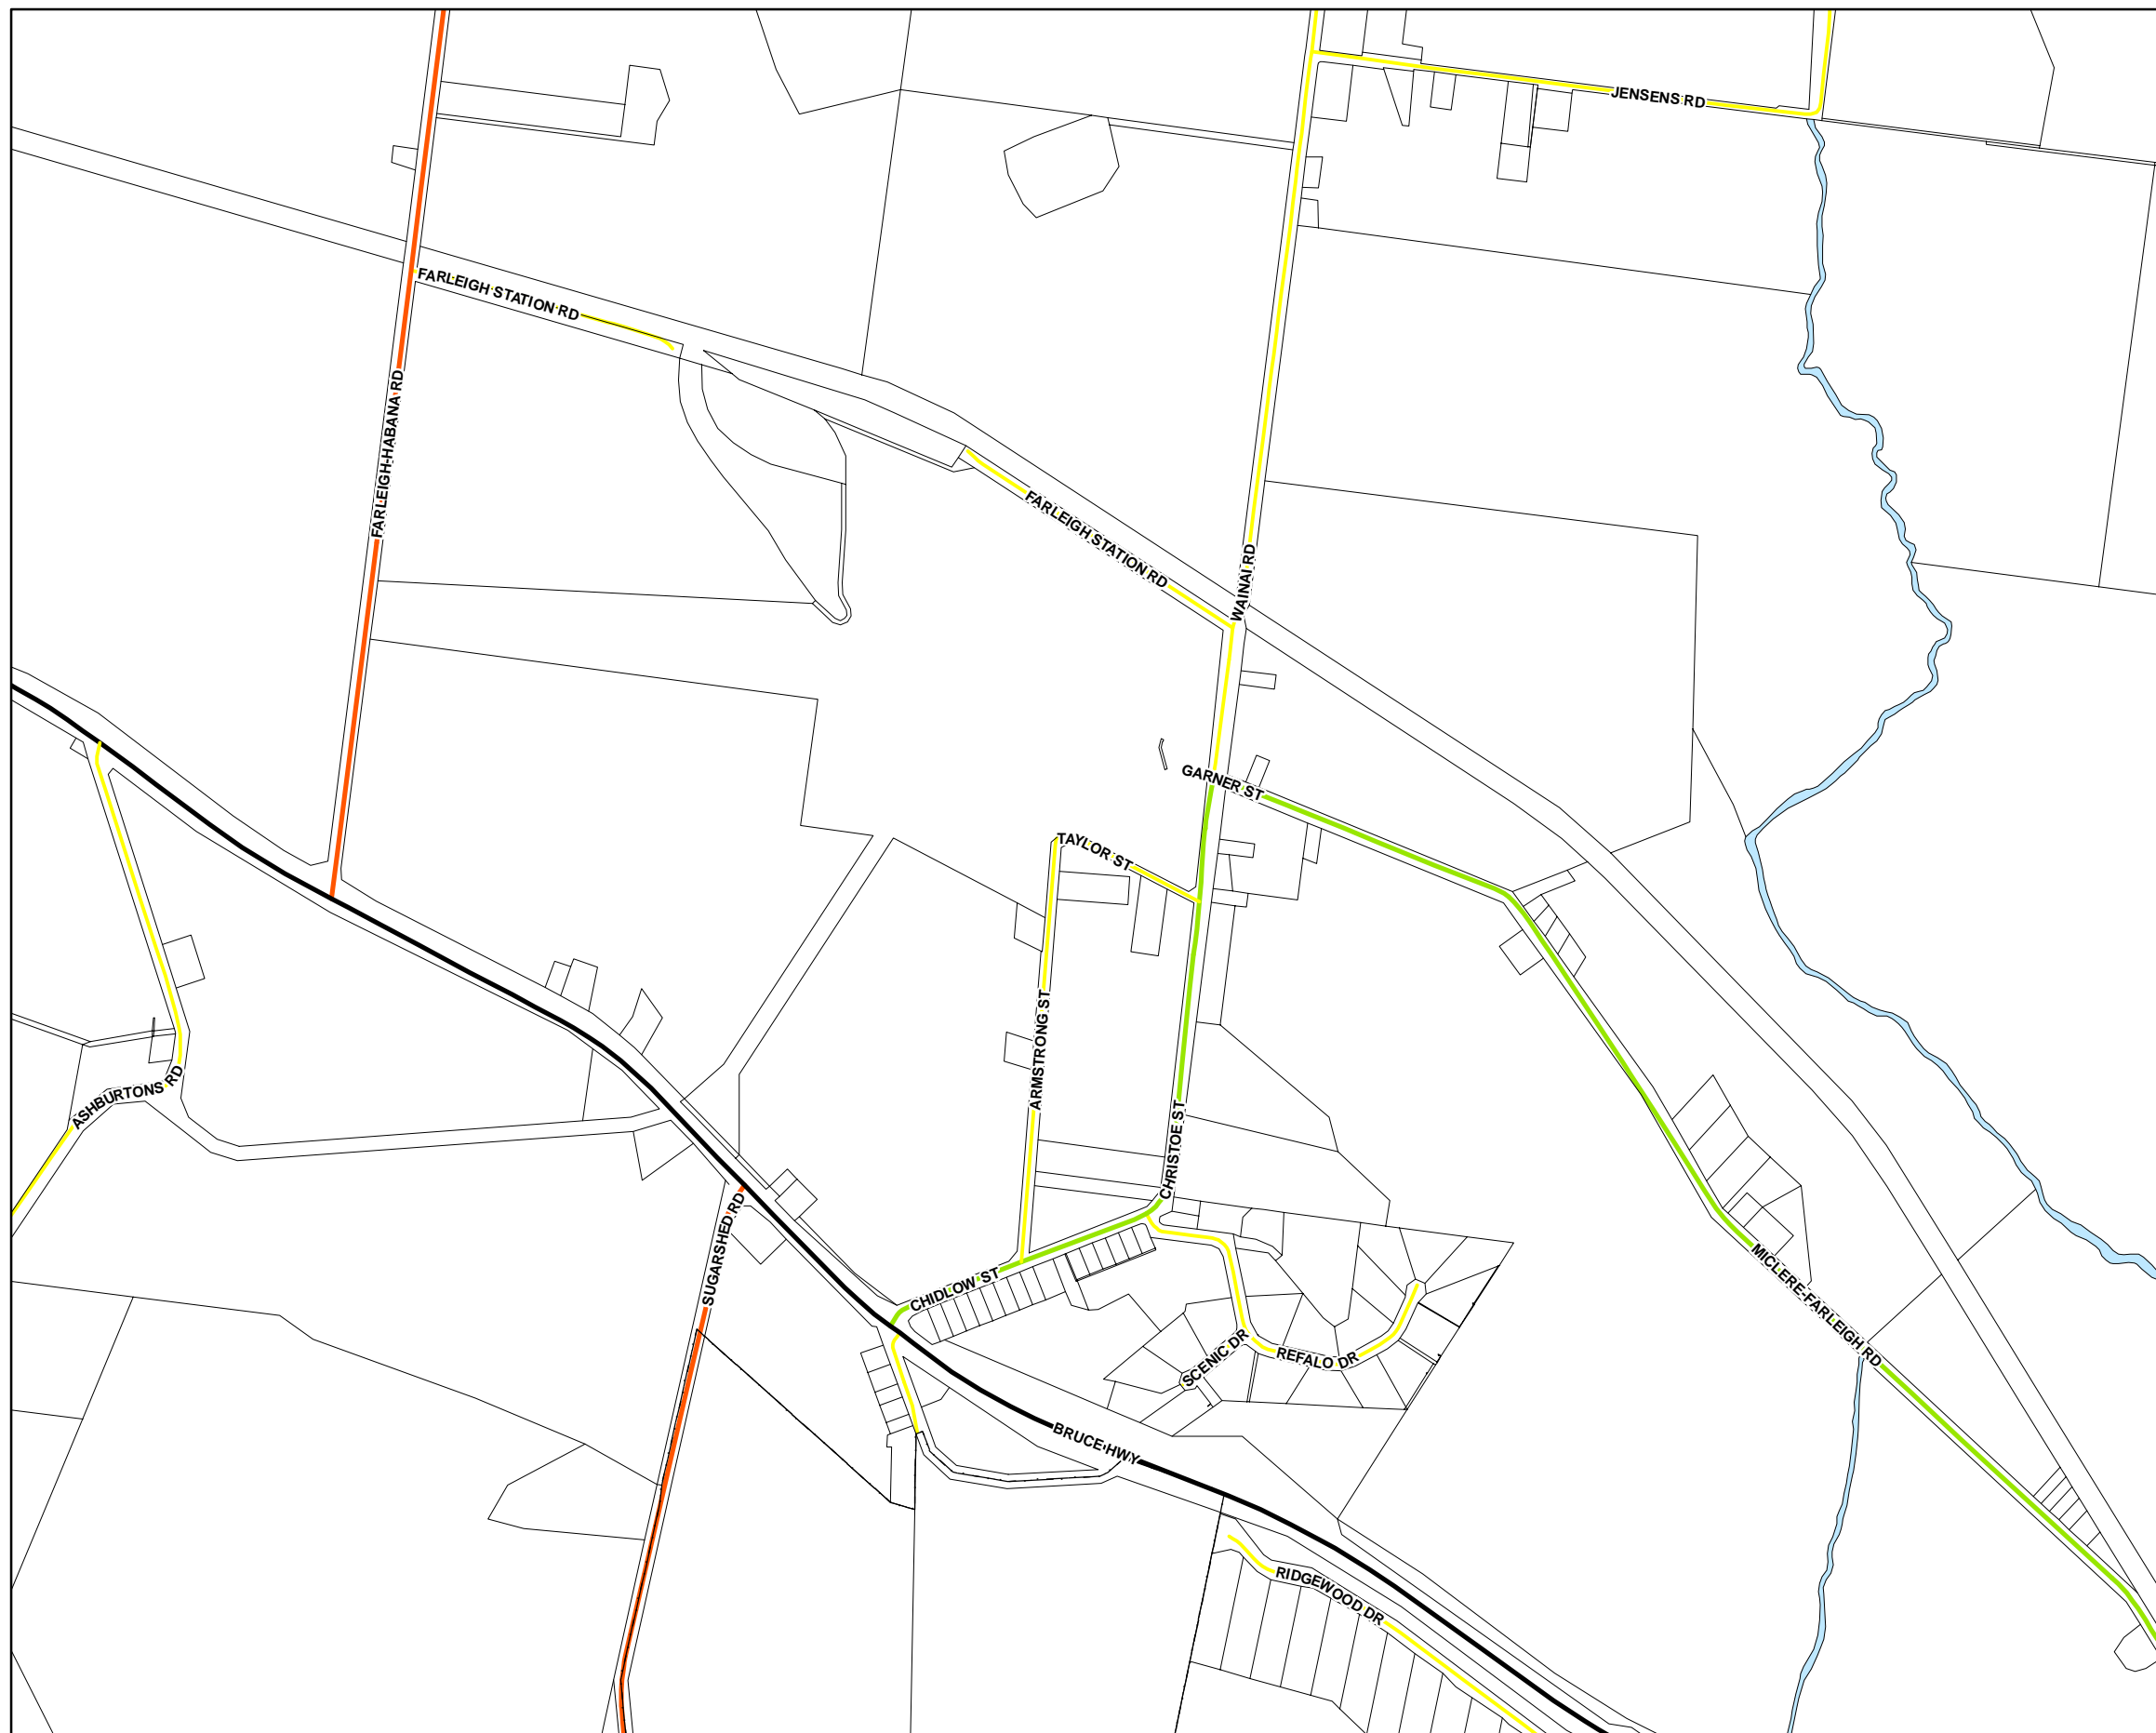 JENSENS RD
FARLEIGH STATION RD
FARLEIGH-HABANA RD
FARLEIGH STATION RD
WAINAI RD
GARNER ST
TAYLOR ST
ARMSTRONG ST
ASHBURTONS RD
CHRISTOE ST
SUGARSHED RD
CHIDLOW ST
MICLERE-FARLEIGH RD
SCENIC DR
REFALO DR
BRUCE HWY
RIDGEWOOD DR